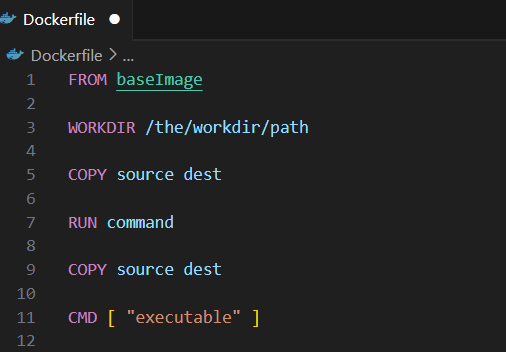 Dockerfile
Dockerfile > ...
1 FROM baseImage
2
3 WORKDIR /the/workdir/path
4
5 COPY source dest
6
7 RUN command
8
9 COPY source dest
10
11 CMD [ "executable" ]
12